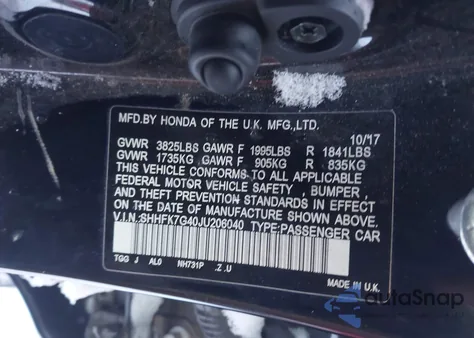 MFD.BY HONDA OF THE U.K. MFG.,LTD.
10/17
GVWR 3825LBS GAWR F 1995LBS R 1841LBS
GVWR 1735KG GAWR F 905KG R 835KG
THIS VEHICLE CONFORMS TO ALL APPLICABLE
FEDERAL MOTOR VEHICLE SAFETY , BUMPER ,
AND THEFT PREVENTION STANDARDS IN EFFECT
ON THE DATE OF MANUFACTURE SHOWN ABOVE.
V.I.N.:SHHFK7G40JU206040 TYPE:PASSENGER CAR
TGG J AL0 NH731P .Z .U MADE IN U.K.
autoSnap